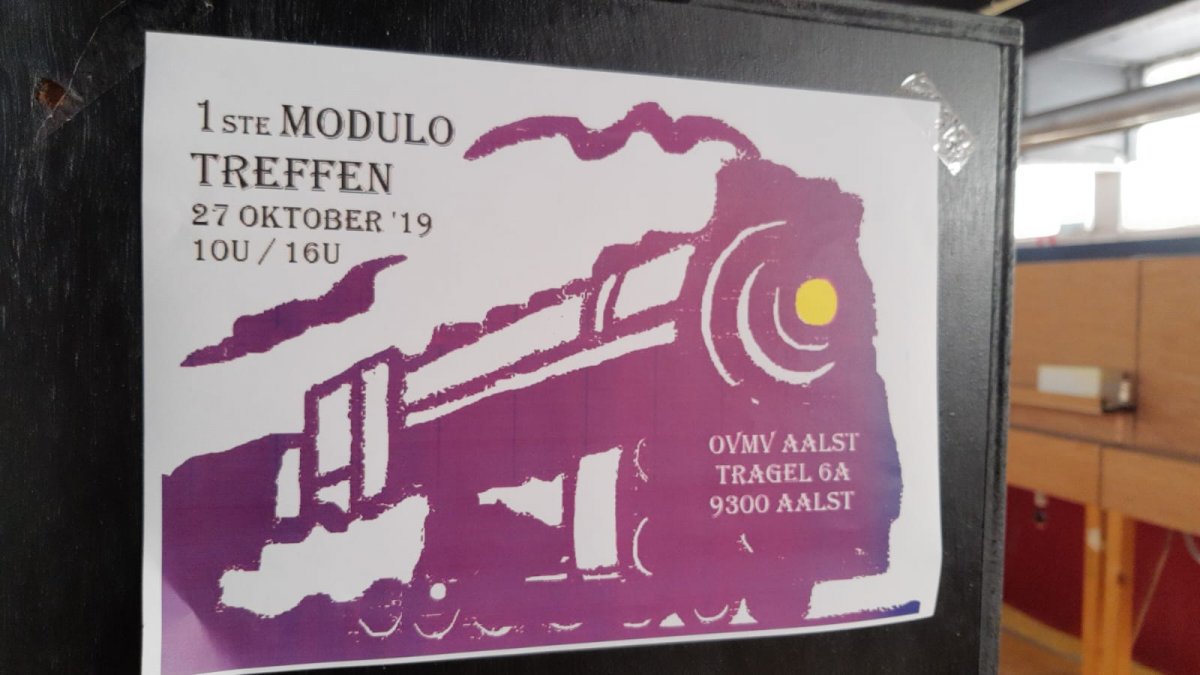 1STE MODULO
TREFFEN
27 OKTOBER '19
10U / 16U
OVMV AALST
TRAGEL 6A
9300 AALST